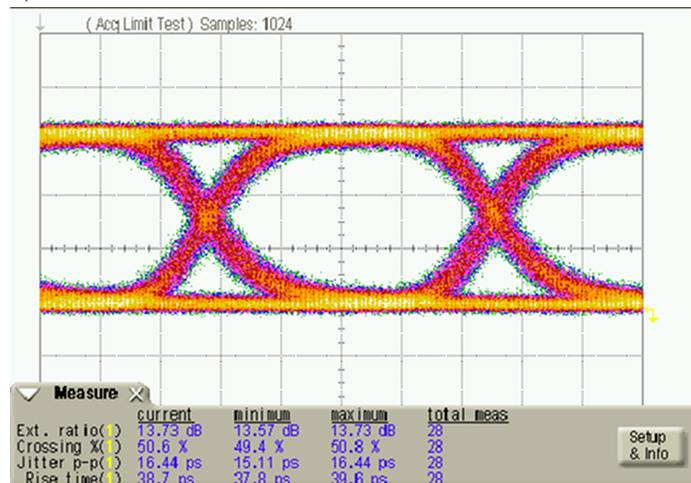 ( Acq Limit Test ) Samples: 1024
Measure
current minimum maximum total meas
Ext. ratio(1) 13.73 dB 13.57 dB 13.73 dB 28
Crossing %(1) 50.6 % 49.4 % 50.8 % 28
Jitter p-p(1) 16.44 ps 15.11 ps 16.44 ps 28
Rise time(1) 38.7 ps 37.8 ps 39.6 ps 28
Setup
& Info